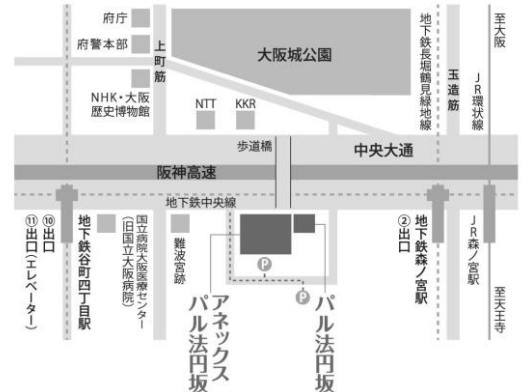 府庁
府警本部
上町筋
NHK・大阪
歴史博物館
大阪城公園
NTT
KKR
地下鉄長堀鶴見緑地線
玉造筋
JR環状線
至大阪
歩道橋
中央大通
阪神高速
地下鉄中央線
⑪出口(エレベーター)
⑩出口
地下鉄谷町四丁目駅
国立病院大阪医療センター
(旧国立大阪病院)
難波宮跡
P
P
アネックス
パル法円坂
パル法円坂
②出口
地下鉄森ノ宮駅
JR森ノ宮駅
至天王寺